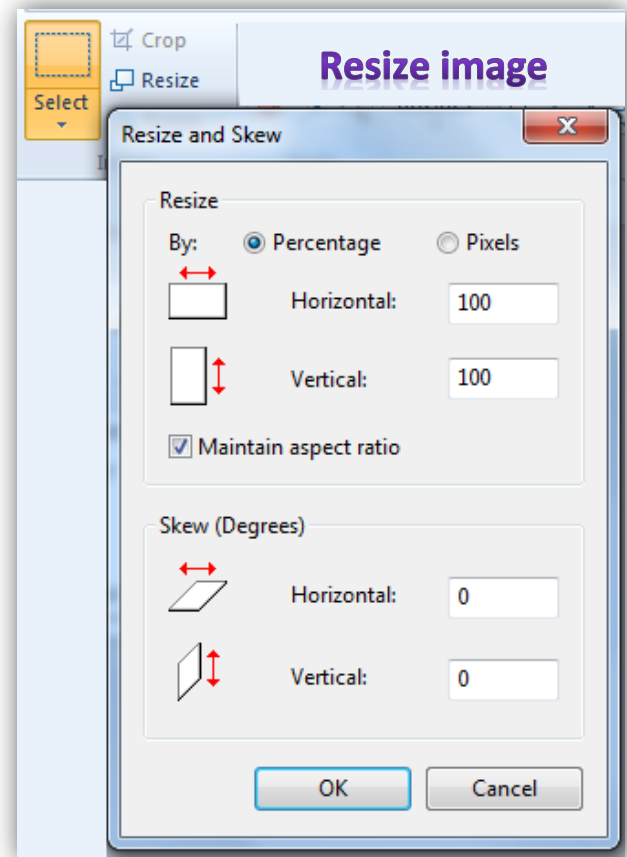 Crop
Resize
Select
Resize image
Resize and Skew
Resize
By: Percentage Pixels
Horizontal: 100
Vertical: 100
Maintain aspect ratio
Skew (Degrees)
Horizontal: 0
Vertical: 0
OK Cancel